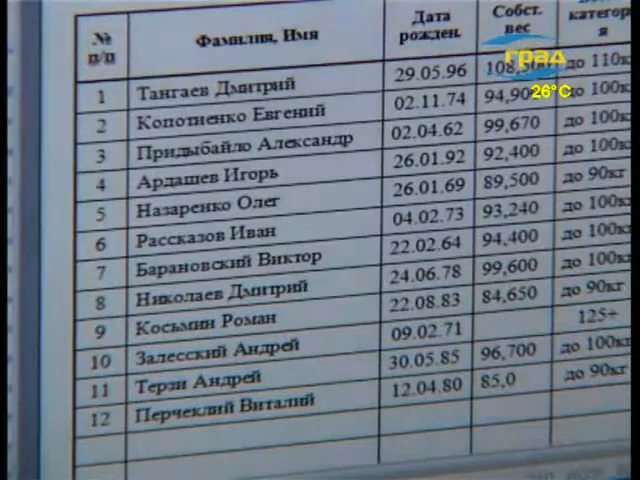 № п/п Фамилия, Имя Дата рожден. Собст. вес категор я
град
26°C
1 Тангаев Дмитрий 29.05.96 до 110к
2 Копотиенко Евгений 02.11.74 94,900 до 100к
3 Придыбайло Александр 02.04.62 99,670 до 100к
4 Ардашев Игорь 26.01.92 92,400 до 100к
5 Назаренко Олег 26.01.69 89,500 до 90кг
6 Рассказов Иван 04.02.73 93,240 до 100к
7 Барановский Виктор 22.02.64 94,400 до 100к
8 Николаев Дмитрий 24.06.78 99,600 до 100к
9 Косьмин Роман 22.08.83 84,650 до 90кг
10 Залесский Андрей 09.02.71 125+
11 Терзи Андрей 30.05.85 96,700 до 100к
12 Перчеклий Виталий 12.04.80 85,0 до 90кг